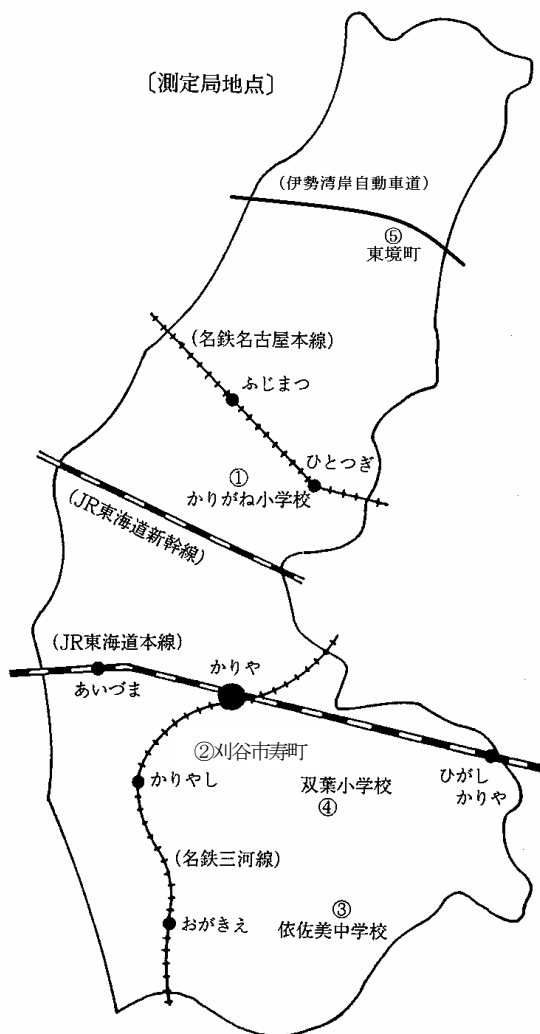 〔測定局地点〕
(伊勢湾岸自動車道)
⑤
東境町
(名鉄名古屋本線)
ふじまつ
ひとつぎ
①
かりがね小学校
(JR東海道新幹線)
(JR東海道本線)
かりや
あいづま
②刈谷市寿町
ひがし
かりや
かりやし
双葉小学校
④
(名鉄三河線)
③
おがきえ
依佐美中学校